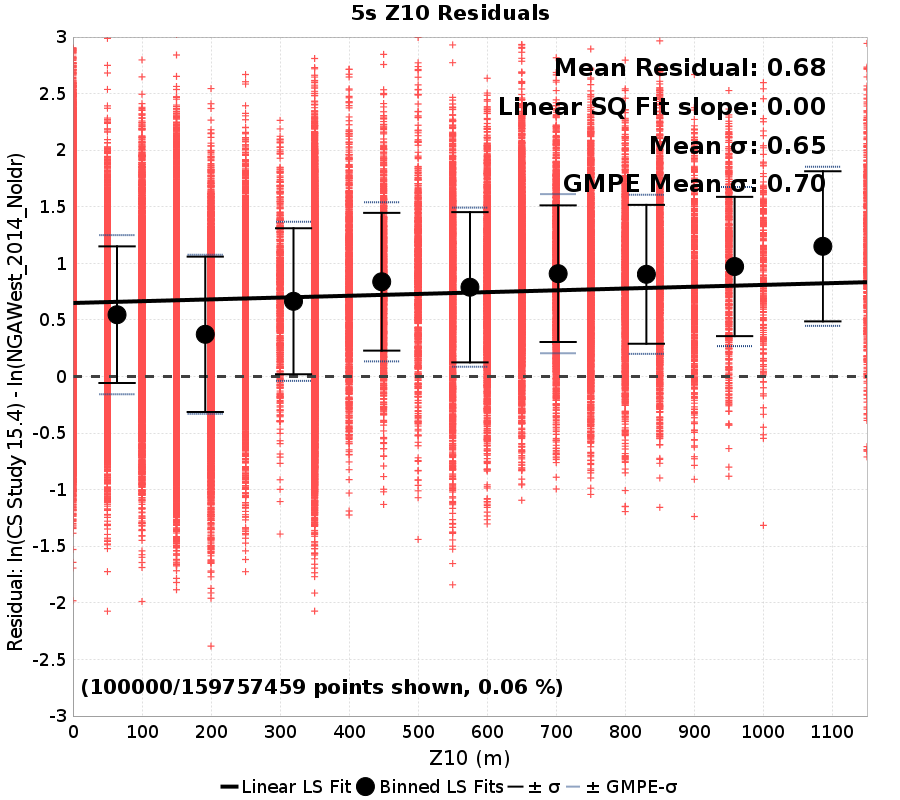 5s Z10 Residuals
Mean Residual: 0.68
Linear SQ Fit slope: 0.00
Mean σ: 0.65
GMPE Mean σ: 0.70
(100000/159757459 points shown, 0.06 %)
Residual: ln(CS Study 15.4) - ln(NGAWest_2014_NoIdr)
3
2.5
2
1.5
1
0.5
0
-0.5
-1
-1.5
-2
-2.5
-3
0 100 200 300 400 500 600 700 800 900 1000 1100
Z10 (m)
Linear LS Fit Binned LS Fits ± σ ± GMPE-σ